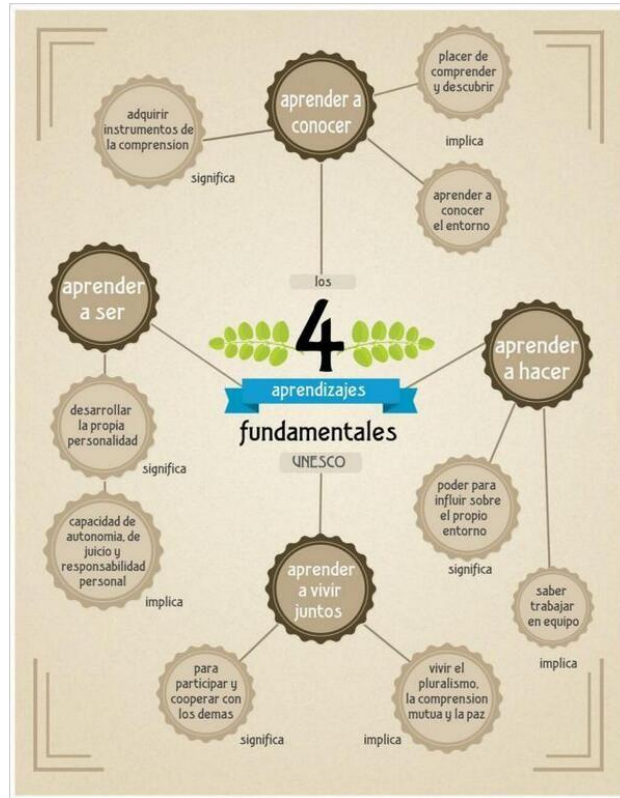 placer de
comprender
y descubrir
aprender a
conocer
adquirir
instrumentos de
la comprension
implica
significa
aprender a
conocer
el entorno
los
aprender
a ser
4
aprender
a hacer
aprendizajes
fundamentales
UNESCO
desarrollar
la propia
personalidad
significa
poder para
influir sobre
el propio
entorno
capacidad de
autonomia, de
juicio y
responsabilidad
personal
significa
aprender
a vivir
juntos
implica
saber
trabajar
en equipo
implica
para
participar y
cooperar con
los demas
vivir el
pluralismo,
la comprension
mutua y la paz
significa
implica